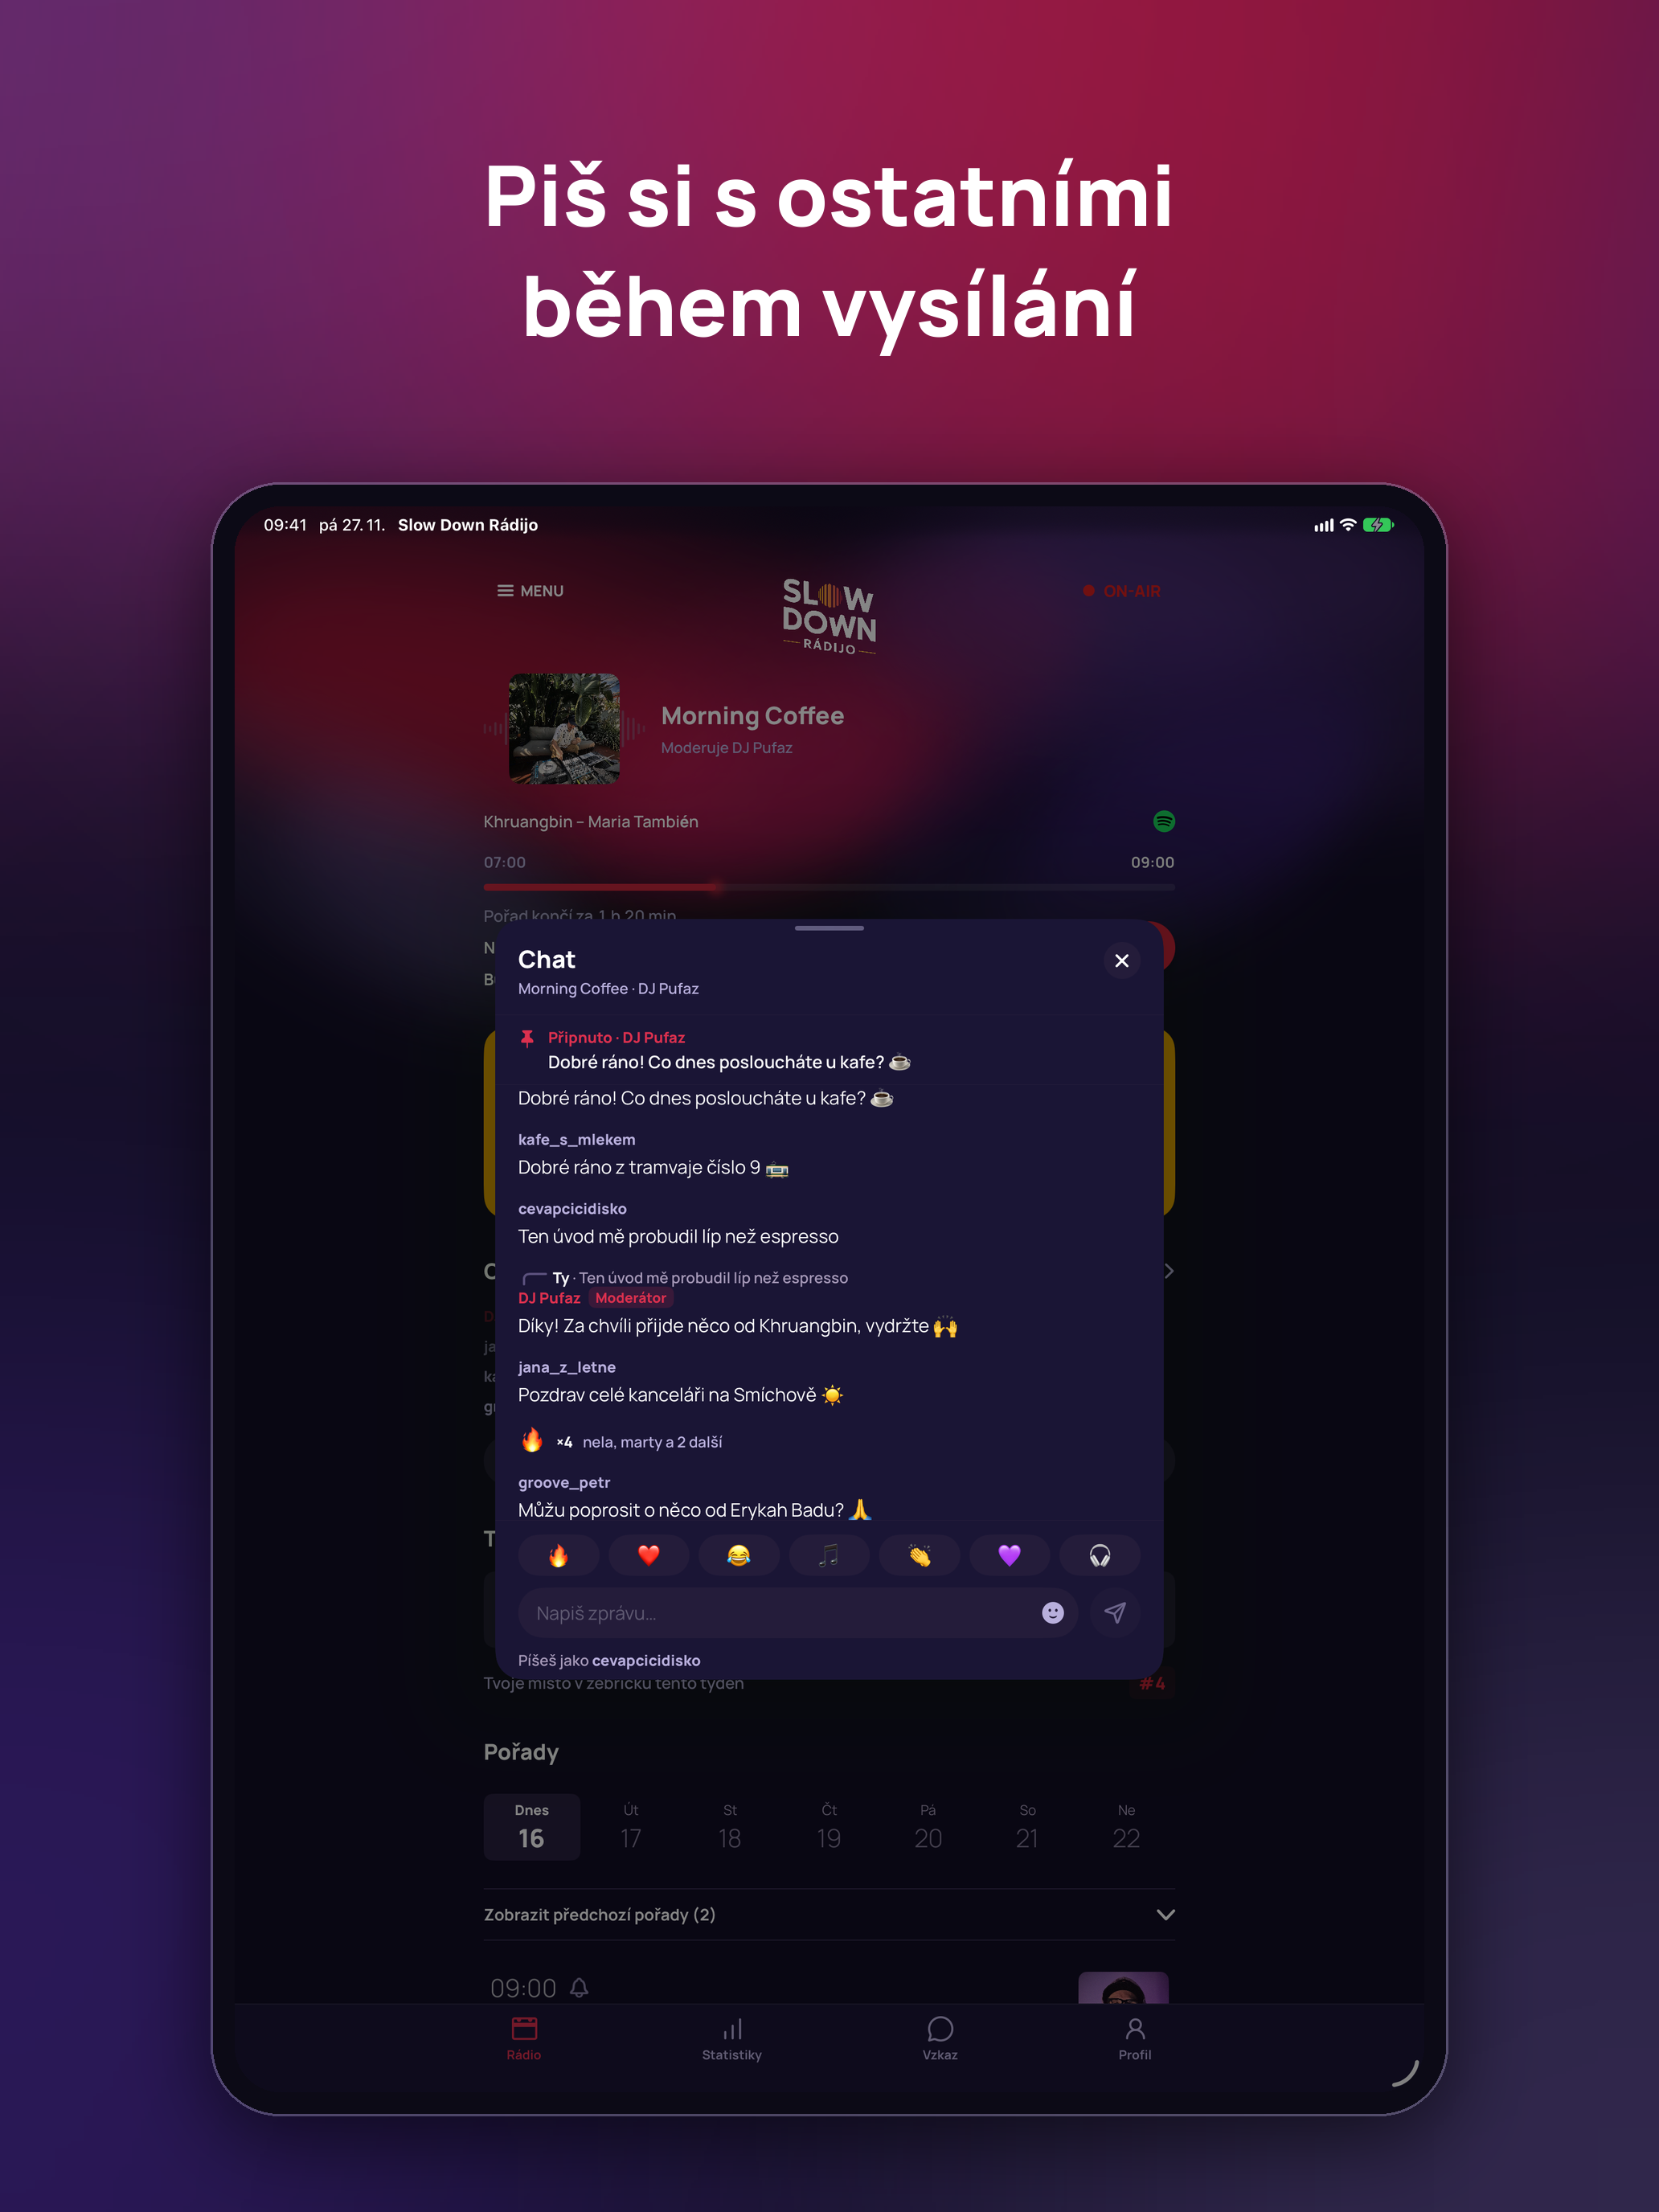 Piš si s ostatními
během vysílání
09:41 pá 27. 11. Slow Down Rádijo
MENU
SLOW
DOWN
RÁDIJO
ON-AIR
Morning Coffee
Moderuje DJ Pufaz
Khruangbin – Maria También
07:00 09:00
Pořad končí za 1 h 20 min
Chat
Morning Coffee · DJ Pufaz
Připnuto · DJ Pufaz
Dobré ráno! Co dnes posloucháte u kafe? ☕
Dobré ráno! Co dnes posloucháte u kafe? ☕
kafe_s_mlekem
Dobré ráno z tramvaje číslo 9 🚋
cevapcicidisko
Ten úvod mě probudil líp než espresso
Ty · Ten úvod mě probudil líp než espresso
DJ Pufaz Moderátor
Díky! Za chvíli přijde něco od Khruangbin, vydržte 🙌
jana_z_letne
Pozdrav celé kanceláři na Smíchově ☀️
🔥 ×4 nela, marty a 2 další
groove_petr
Můžu poprosit o něco od Erykah Badu? 🙏
🔥 ❤️ 😂 🎵 👏 💜 🎧
Napiš zprávu...
Píšeš jako cevapcicidisko
Tvoje místo v žebříčku tento týden #4
Pořady
Dnes Út St Čt Pá So Ne
16 17 18 19 20 21 22
Zobrazit předchozí pořady (2)
09:00
Rádio Statistiky Vzkaz Profil